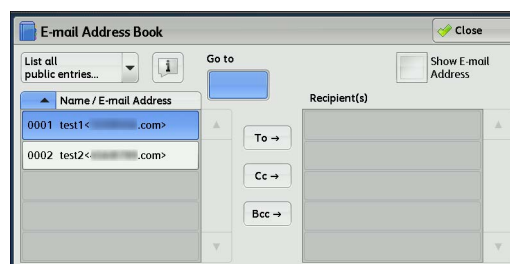 E-mail Address Book
Close
List all
public entries...
Go to
Show E-mail
Address
Name / E-mail Address
Recipient(s)
0001 test1< .com>
0002 test2< .com>
To →
Cc →
Bcc →